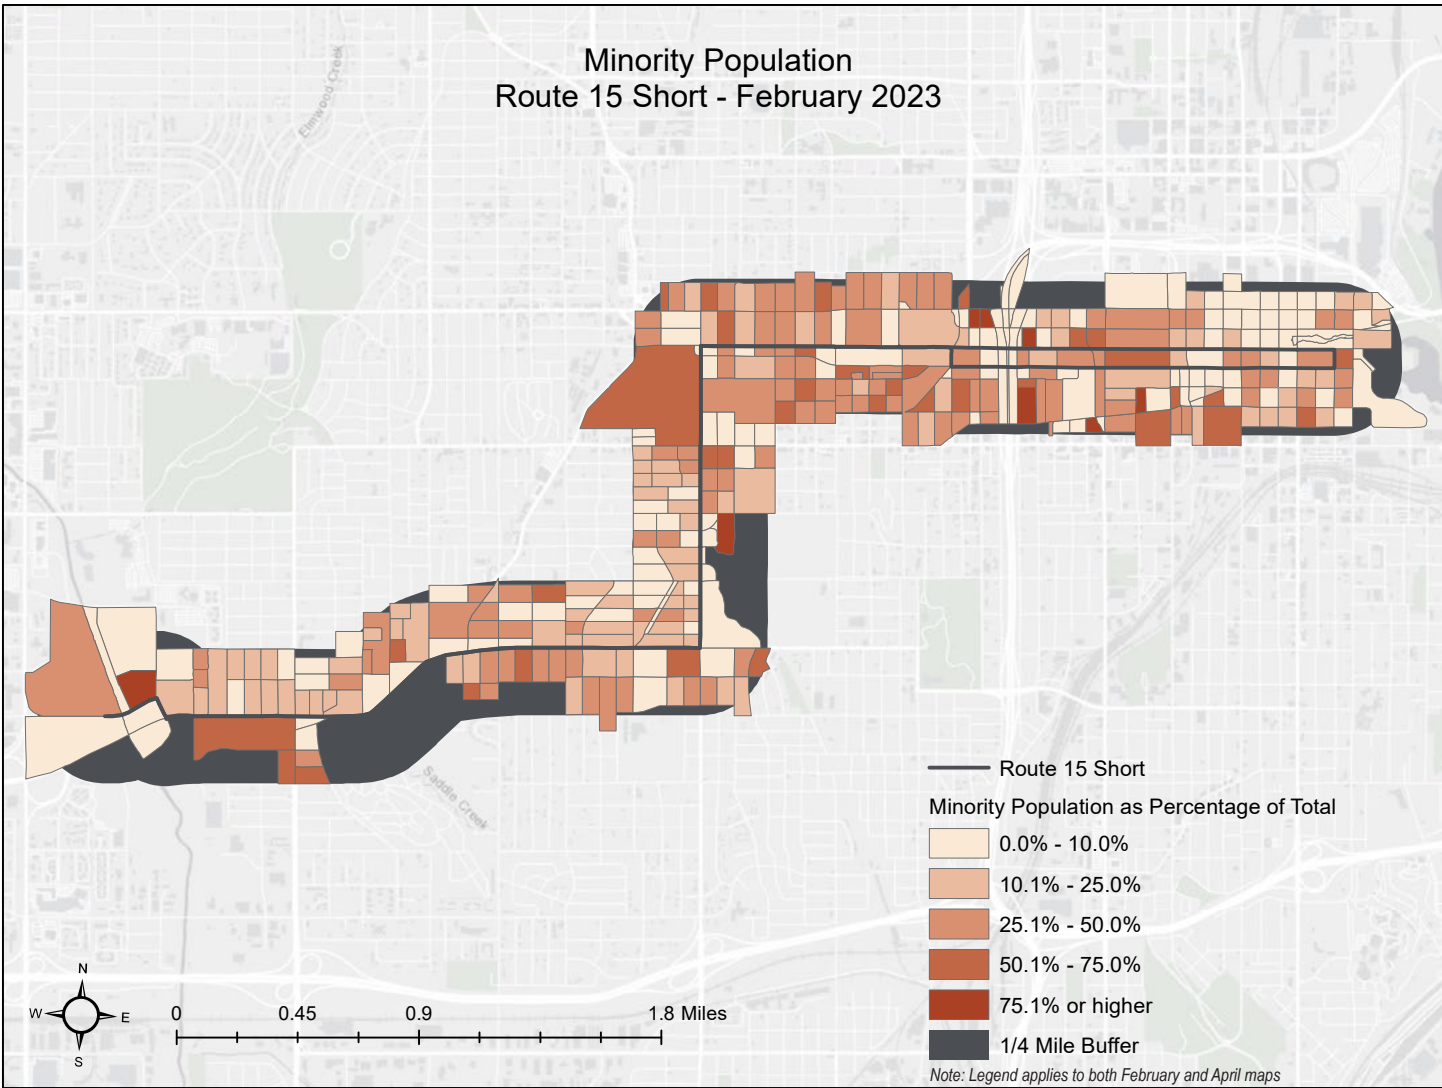 Minority Population
Route 15 Short - February 2023
Elmwood Creek
Saddle Creek
Route 15 Short
Minority Population as Percentage of Total
0.0% - 10.0%
10.1% - 25.0%
25.1% - 50.0%
50.1% - 75.0%
75.1% or higher
1/4 Mile Buffer
Note: Legend applies to both February and April maps
N
W
E
S
0 0.45 0.9 1.8 Miles